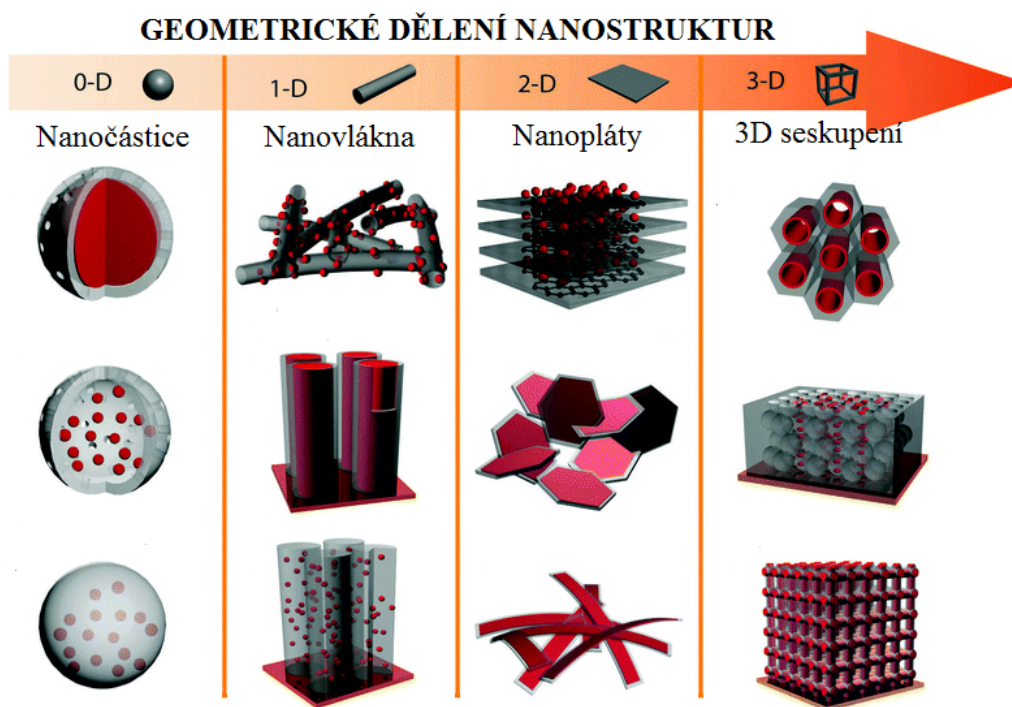 GEOMETRICKÉ DĚLENÍ NANOSTRUKTUR
0-D
1-D
2-D
3-D
Nanočástice
Nanovlákna
Nanopláty
3D seskupení